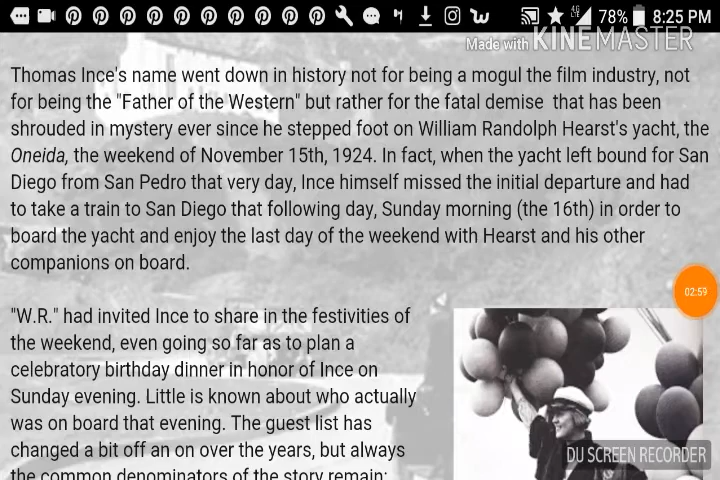 4G
LTE
78%
8:25 PM
Made with KINEMASTER
Thomas Ince's name went down in history not for being a mogul the film industry, not
for being the "Father of the Western" but rather for the fatal demise that has been
shrouded in mystery ever since he stepped foot on William Randolph Hearst's yacht, the
Oneida, the weekend of November 15th, 1924. In fact, when the yacht left bound for San
Diego from San Pedro that very day, Ince himself missed the initial departure and had
to take a train to San Diego that following day, Sunday morning (the 16th) in order to
board the yacht and enjoy the last day of the weekend with Hearst and his other
companions on board.
02:59
"W.R." had invited Ince to share in the festivities of
the weekend, even going so far as to plan a
celebratory birthday dinner in honor of Ince on
Sunday evening. Little is known about who actually
was on board that evening. The guest list has
changed a bit off an on over the years, but always
the common denominators of the story remain:
DU SCREEN RECORDER